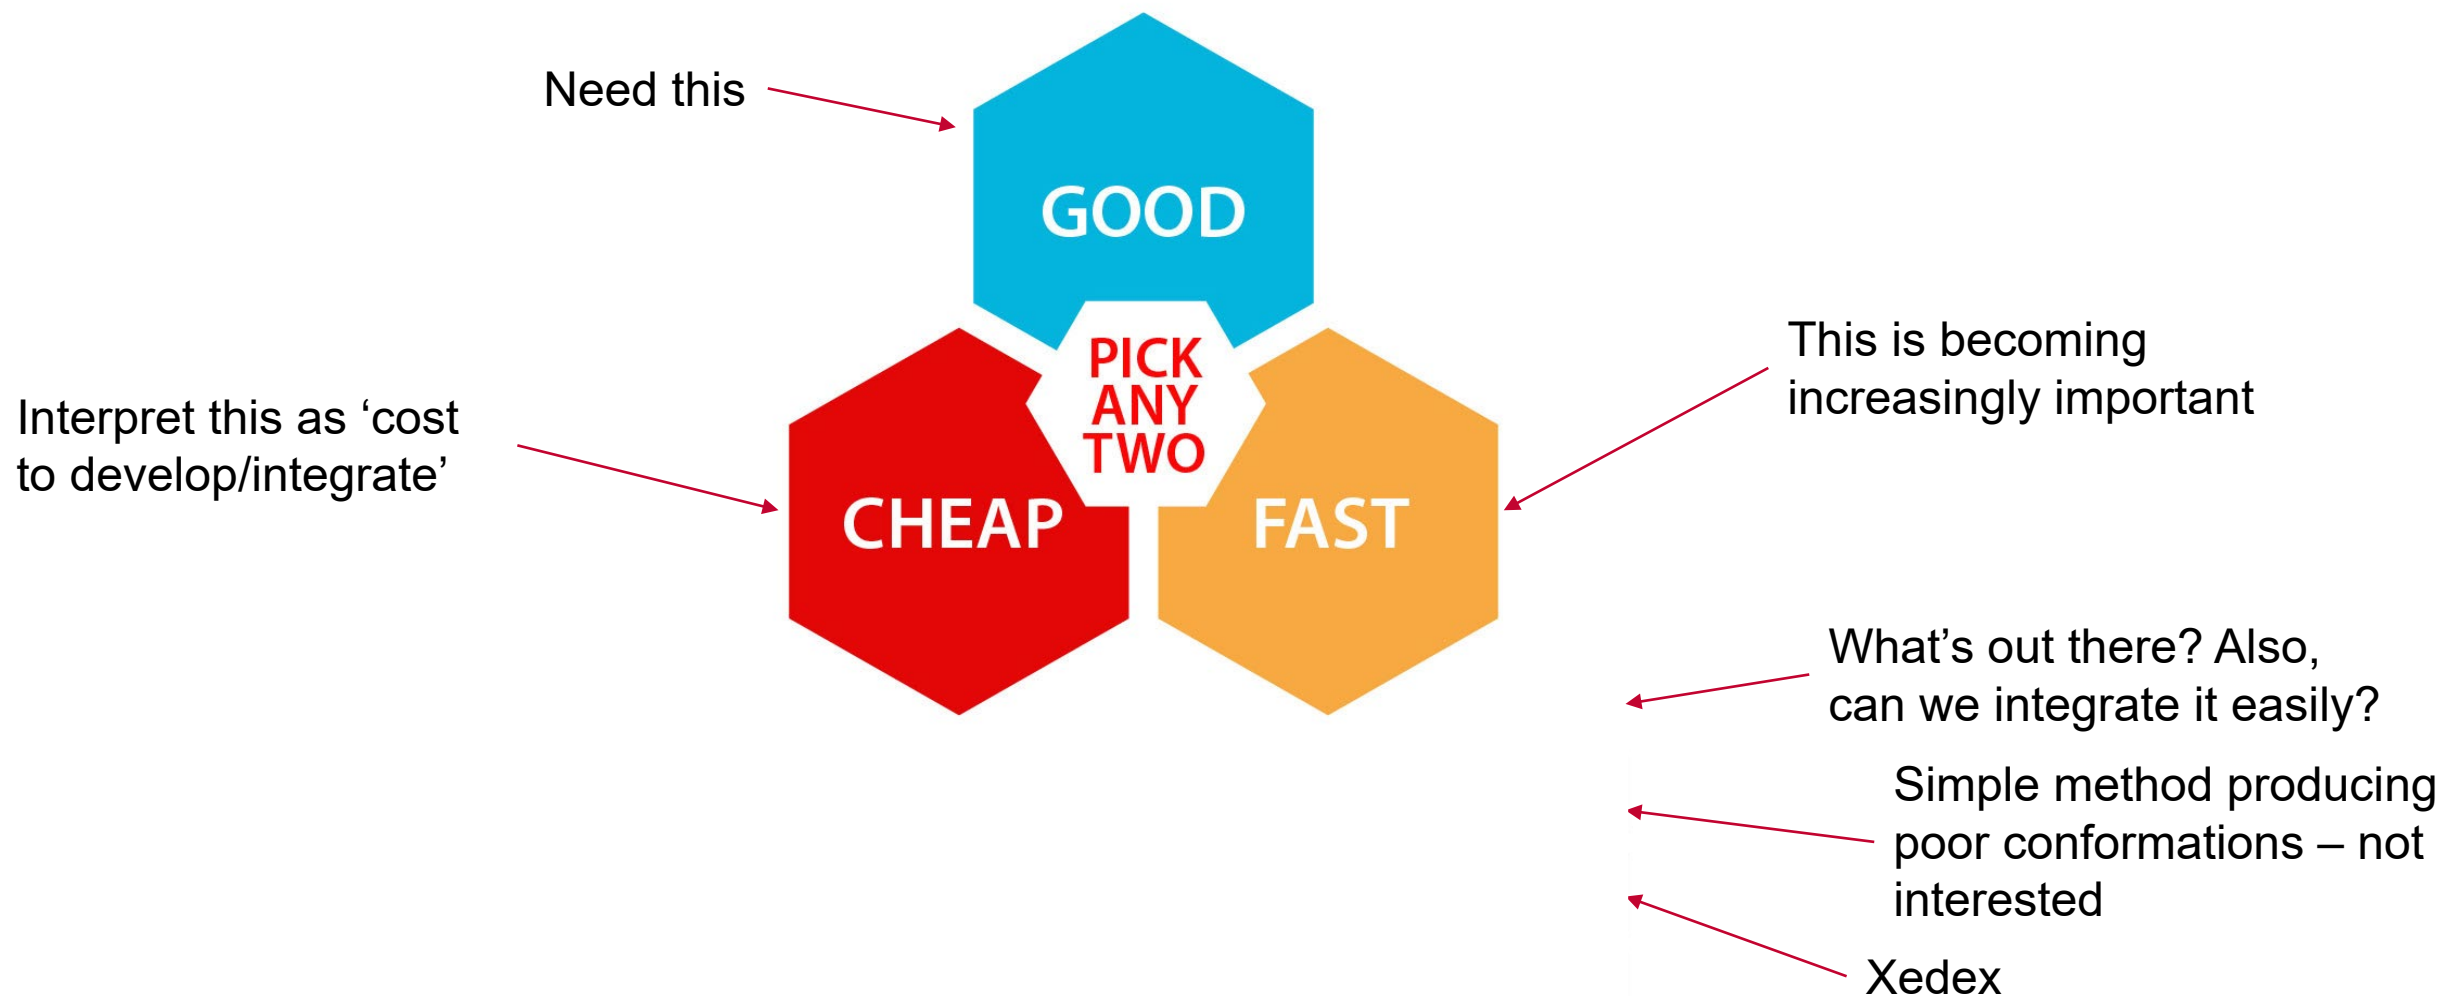 Need this
GOOD
PICK
ANY
TWO
This is becoming
increasingly important
Interpret this as ‘cost
to develop/integrate’
CHEAP
FAST
What’s out there? Also,
can we integrate it easily?
Simple method producing
poor conformations – not
interested
Xedex